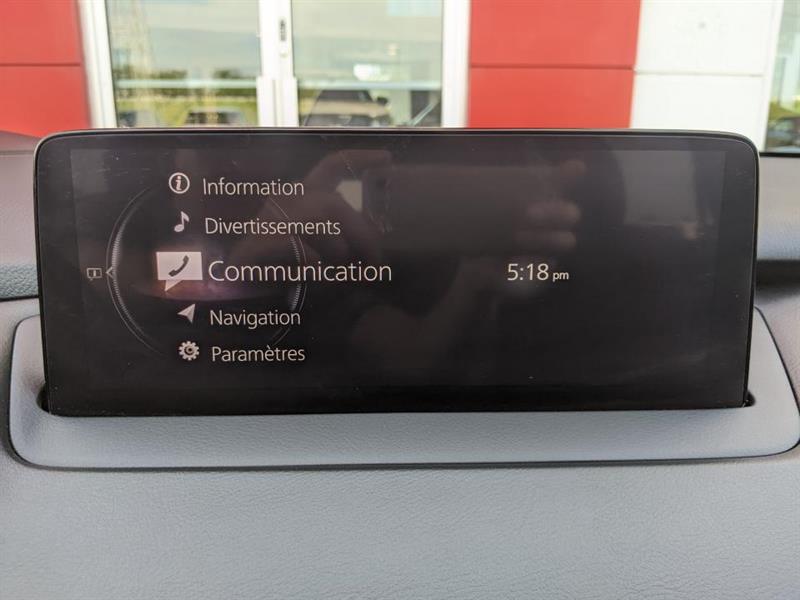 Information
Divertissements
Communication
5:18 pm
Navigation
Paramètres